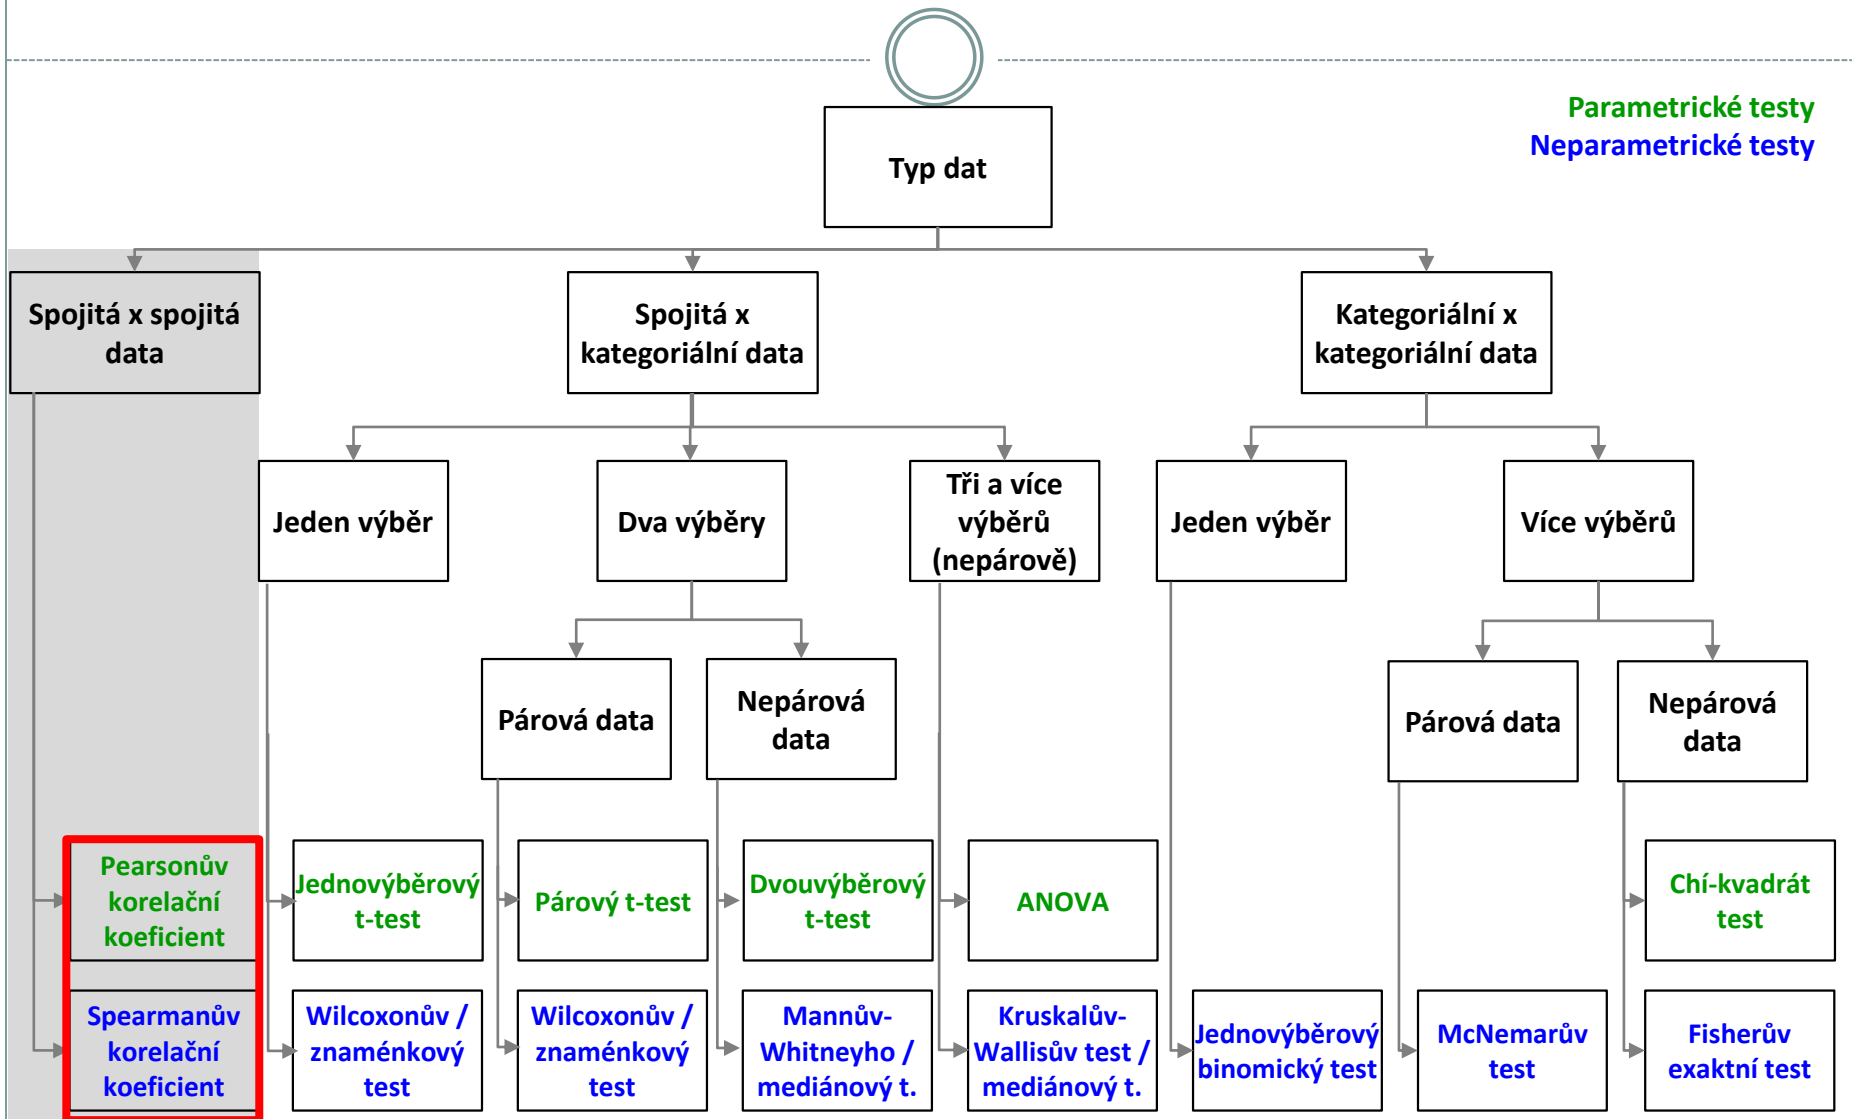 Parametrické testy
Neparametrické testy
Typ dat
Spojitá x spojitá
data
Spojitá x
kategoriální data
Kategoriální x
kategoriální data
Jeden výběr
Dva výběry
Tři a více
výběrů
(nepárově)
Jeden výběr
Více výběrů
Párová data
Nepárová
data
Párová data
Nepárová
data
Pearsonův
korelační
koeficient
Jednovýběrový
t-test
Párový t-test
Dvouvýběrový
t-test
ANOVA
Chí-kvadrát
test
Spearmanův
korelační
koeficient
Wilcoxonův /
znaménkový
test
Wilcoxonův /
znaménkový
test
Mannův-
Whitneyho /
mediánový t.
Kruskalův-
Wallisův test /
mediánový t.
Jednovýběrový
binomický test
McNemarův
test
Fisherův
exaktní test